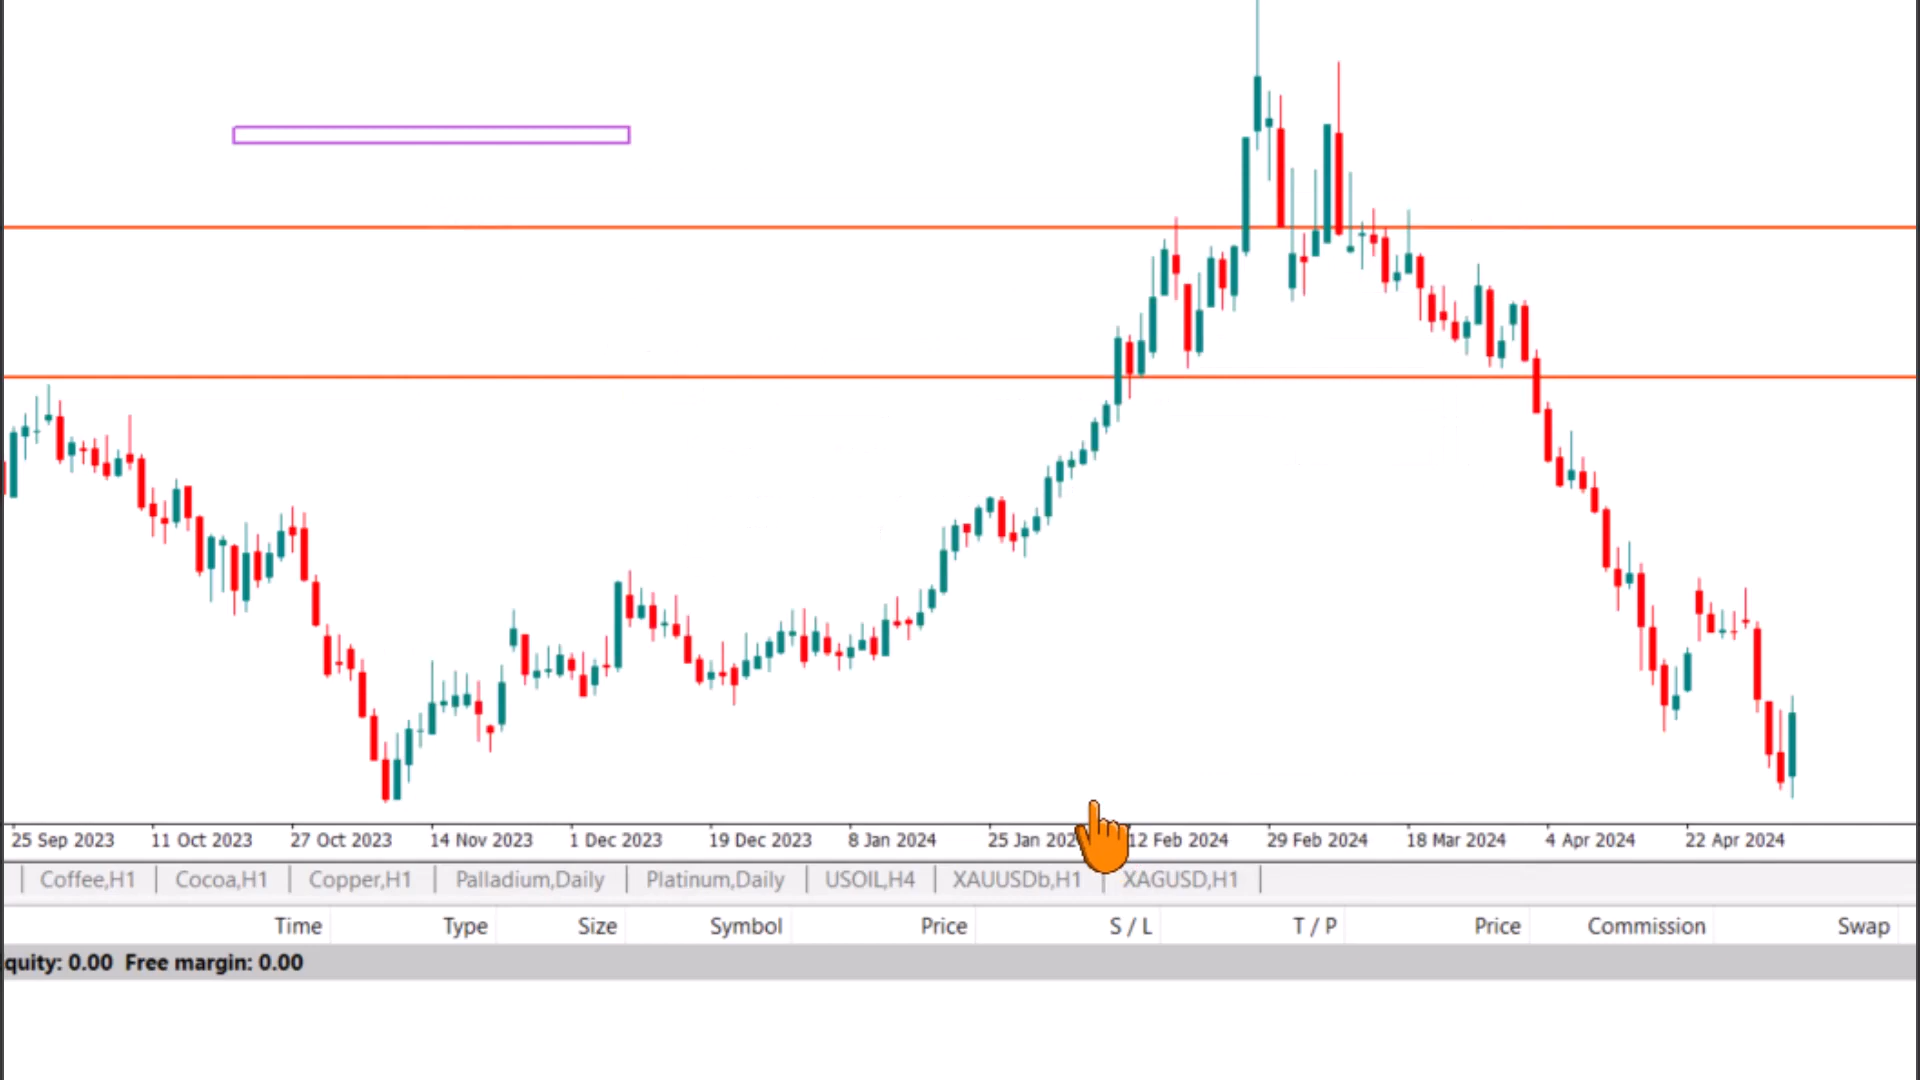 25 Sep 2023 11 Oct 2023 27 Oct 2023 14 Nov 2023 1 Dec 2023 19 Dec 2023 8 Jan 2024 25 Jan 12 Feb 2024 29 Feb 2024 18 Mar 2024 4 Apr 2024 22 Apr 2024
Coffee,H1 Cocoa,H1 Copper,H1 Palladium,Daily Platinum,Daily USOIL,H4 XAUUSDb,H1 XAGUSD,H1
Time Type Size Symbol Price S / L T / P Price Commission Swap
quity: 0.00 Free margin: 0.00